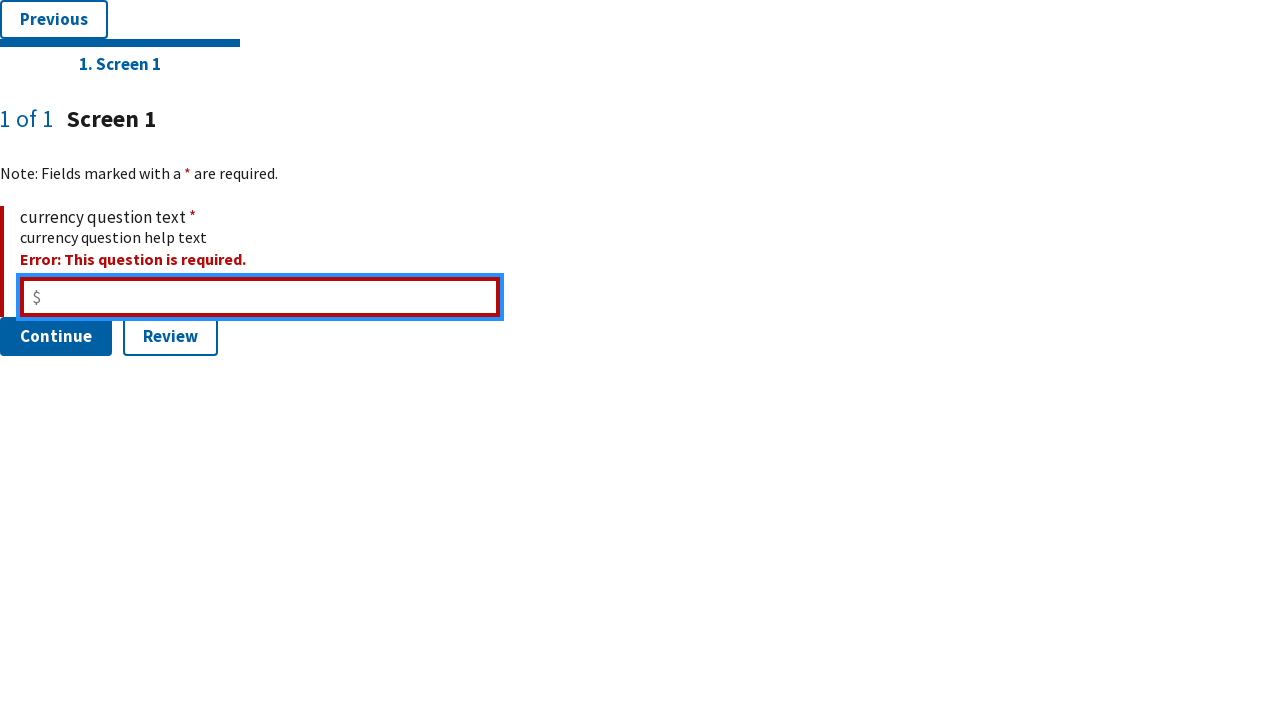 Previous
1. Screen 1
1 of 1 Screen 1
Note: Fields marked with a * are required.
currency question text *
currency question help text
Error: This question is required.
$
Continue Review